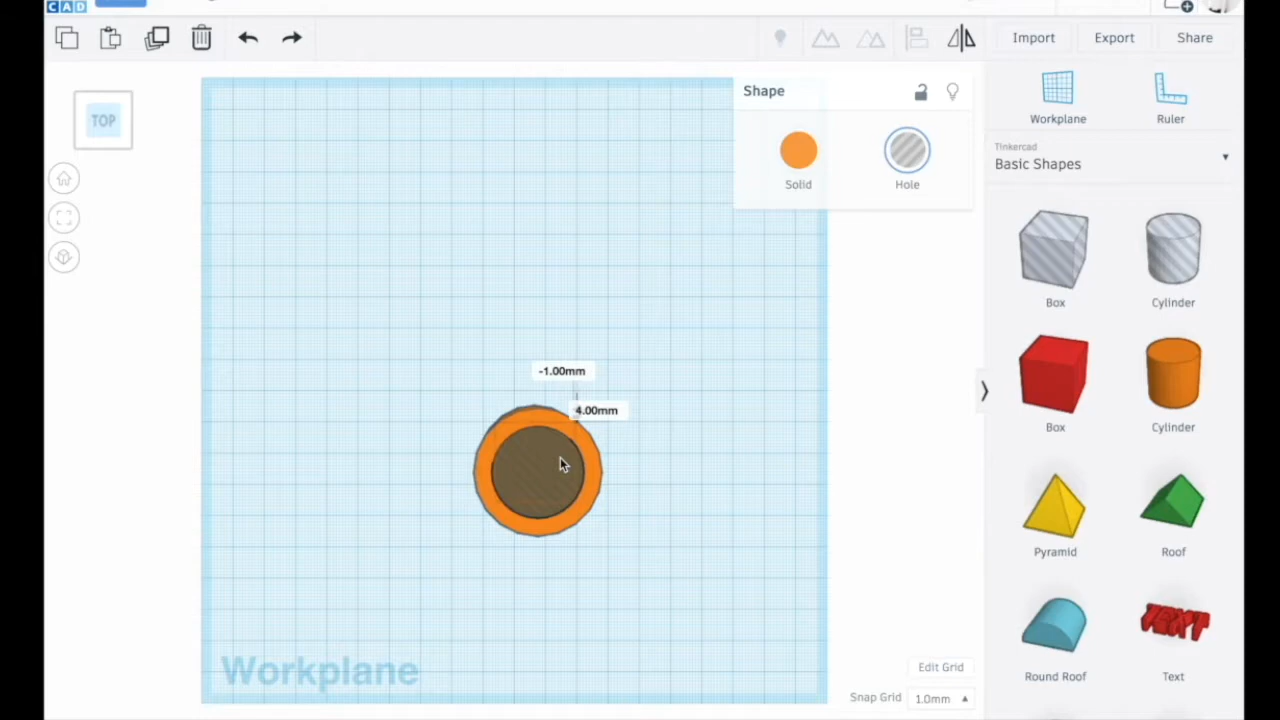 CAD
Import
Export
Share
TOP
Shape
Solid
Hole
Workplane
Ruler
Tinkercad
Basic Shapes
Box
Cylinder
Box
Cylinder
Pyramid
Roof
TEXT
Round Roof
Text
-1.00mm
4.00mm
Workplane
Edit Grid
Snap Grid
1.0mm